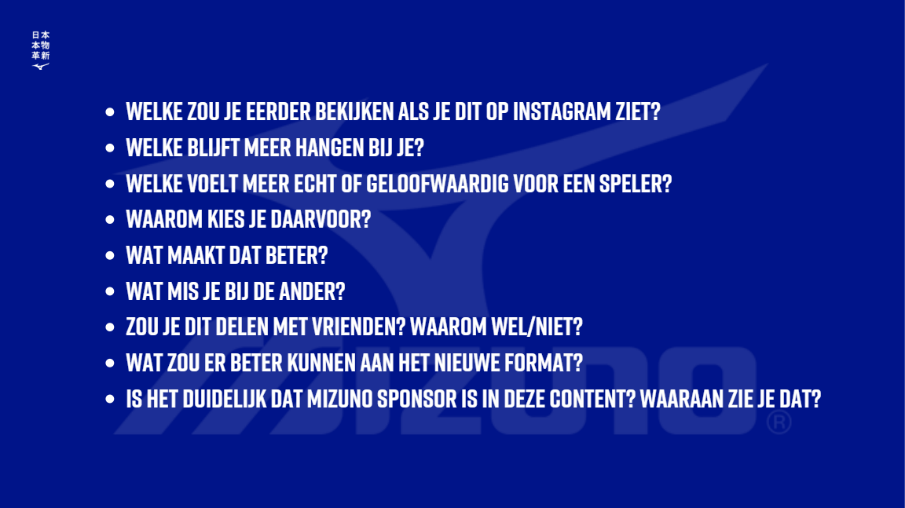 日本
本物
革新
WELKE ZOU JE EERDER BEKIJKEN ALS JE DIT OP INSTAGRAM ZIET?
WELKE BLIJFT MEER HANGEN BIJ JE?
WELKE VOELT MEER ECHT OF GELOOFWAARDIG VOOR EEN SPELER?
WAAROM KIES JE DAARVOOR?
WAT MAAKT DAT BETER?
WAT MIS JE BIJ DE ANDER?
ZOU JE DIT DELEN MET VRIENDEN? WAAROM WEL/NIET?
WAT ZOU ER BETER KUNNEN AAN HET NIEUWE FORMAT?
IS HET DUIDELIJK DAT MIZUNO SPONSOR IS IN DEZE CONTENT? WAARAAN ZIE JE DAT?
MIZUNO®